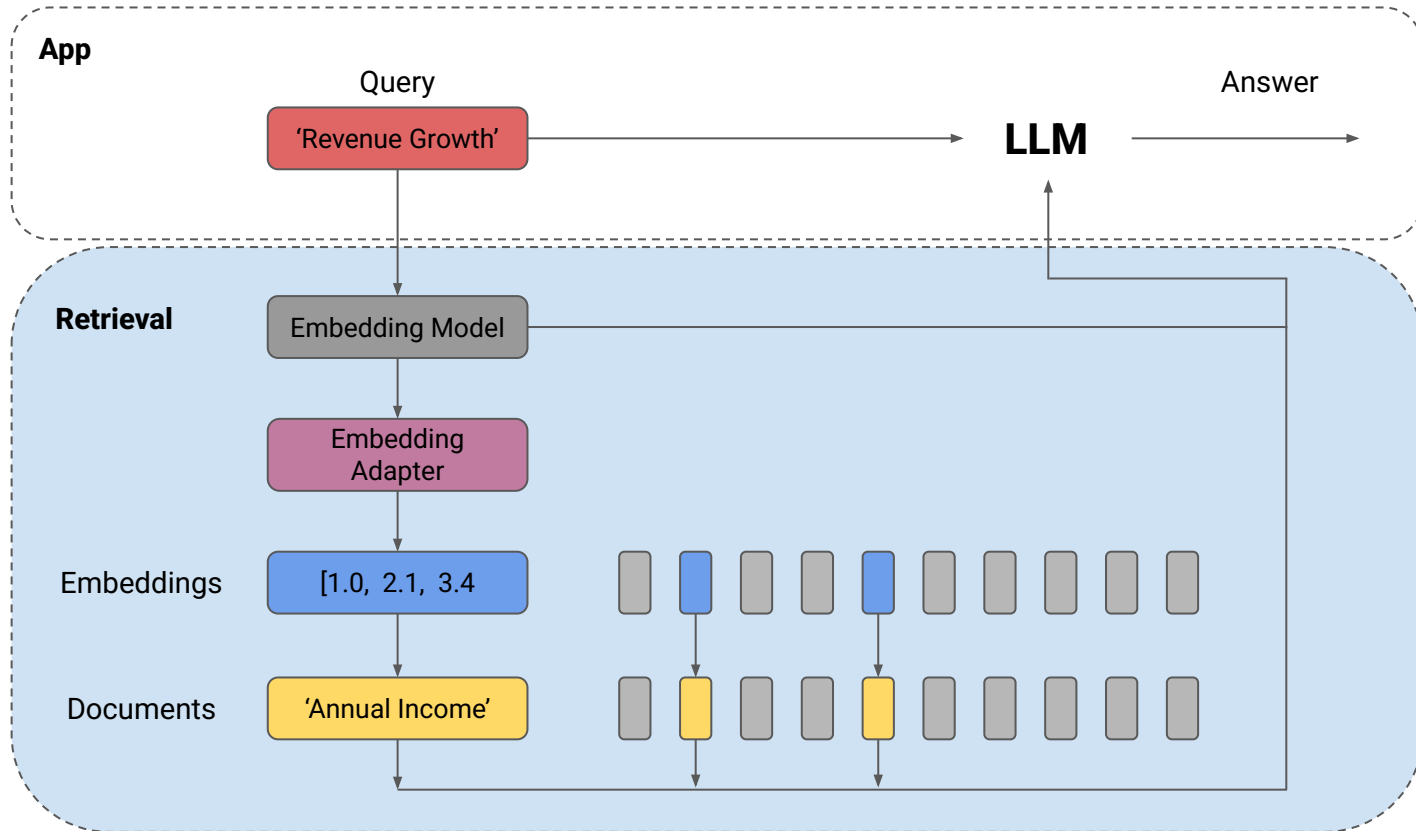 App
Query
Answer
‘Revenue Growth’
LLM
Retrieval
Embedding Model
Embedding
Adapter
Embeddings
[1.0, 2.1, 3.4
Documents
‘Annual Income’